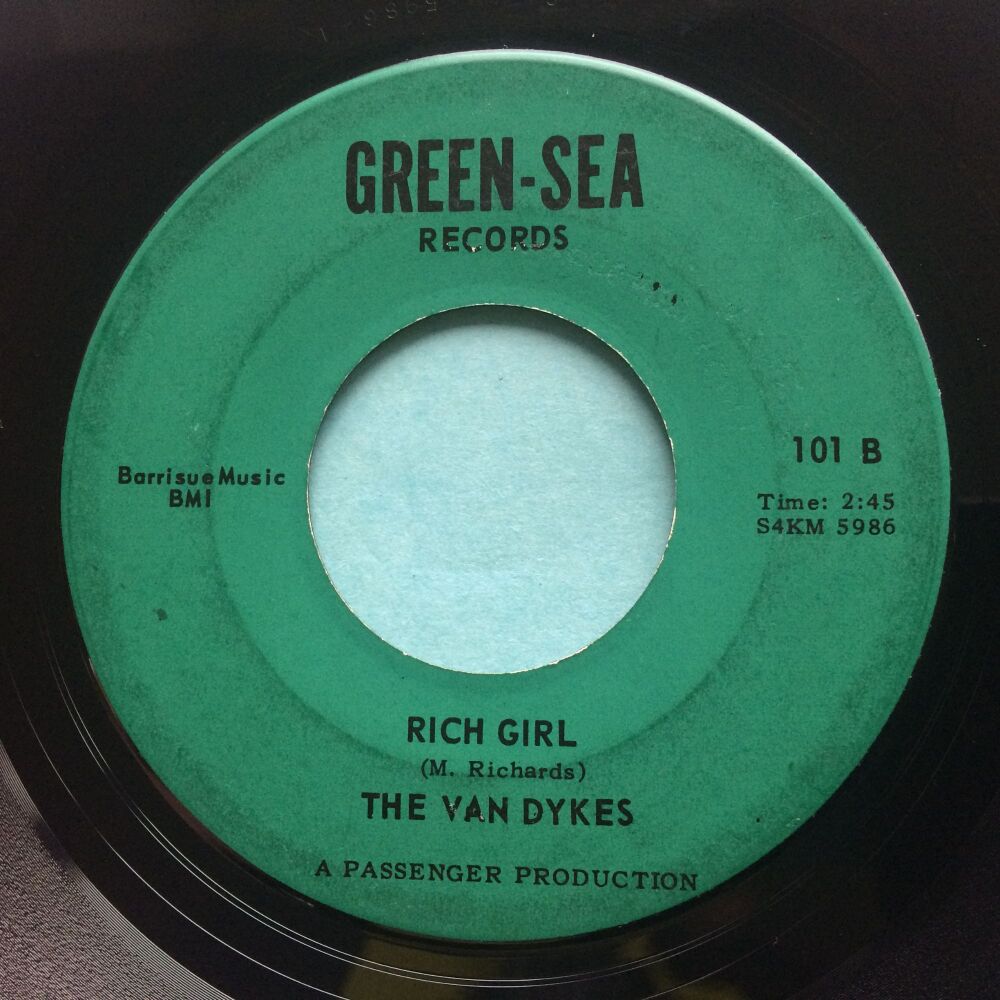 GREEN-SEA
RECORDS
Barrisue Music
BMI
101 B
Time: 2:45
S4KM 5986
RICH GIRL
(M. Richards)
THE VAN DYKES
A PASSENGER PRODUCTION